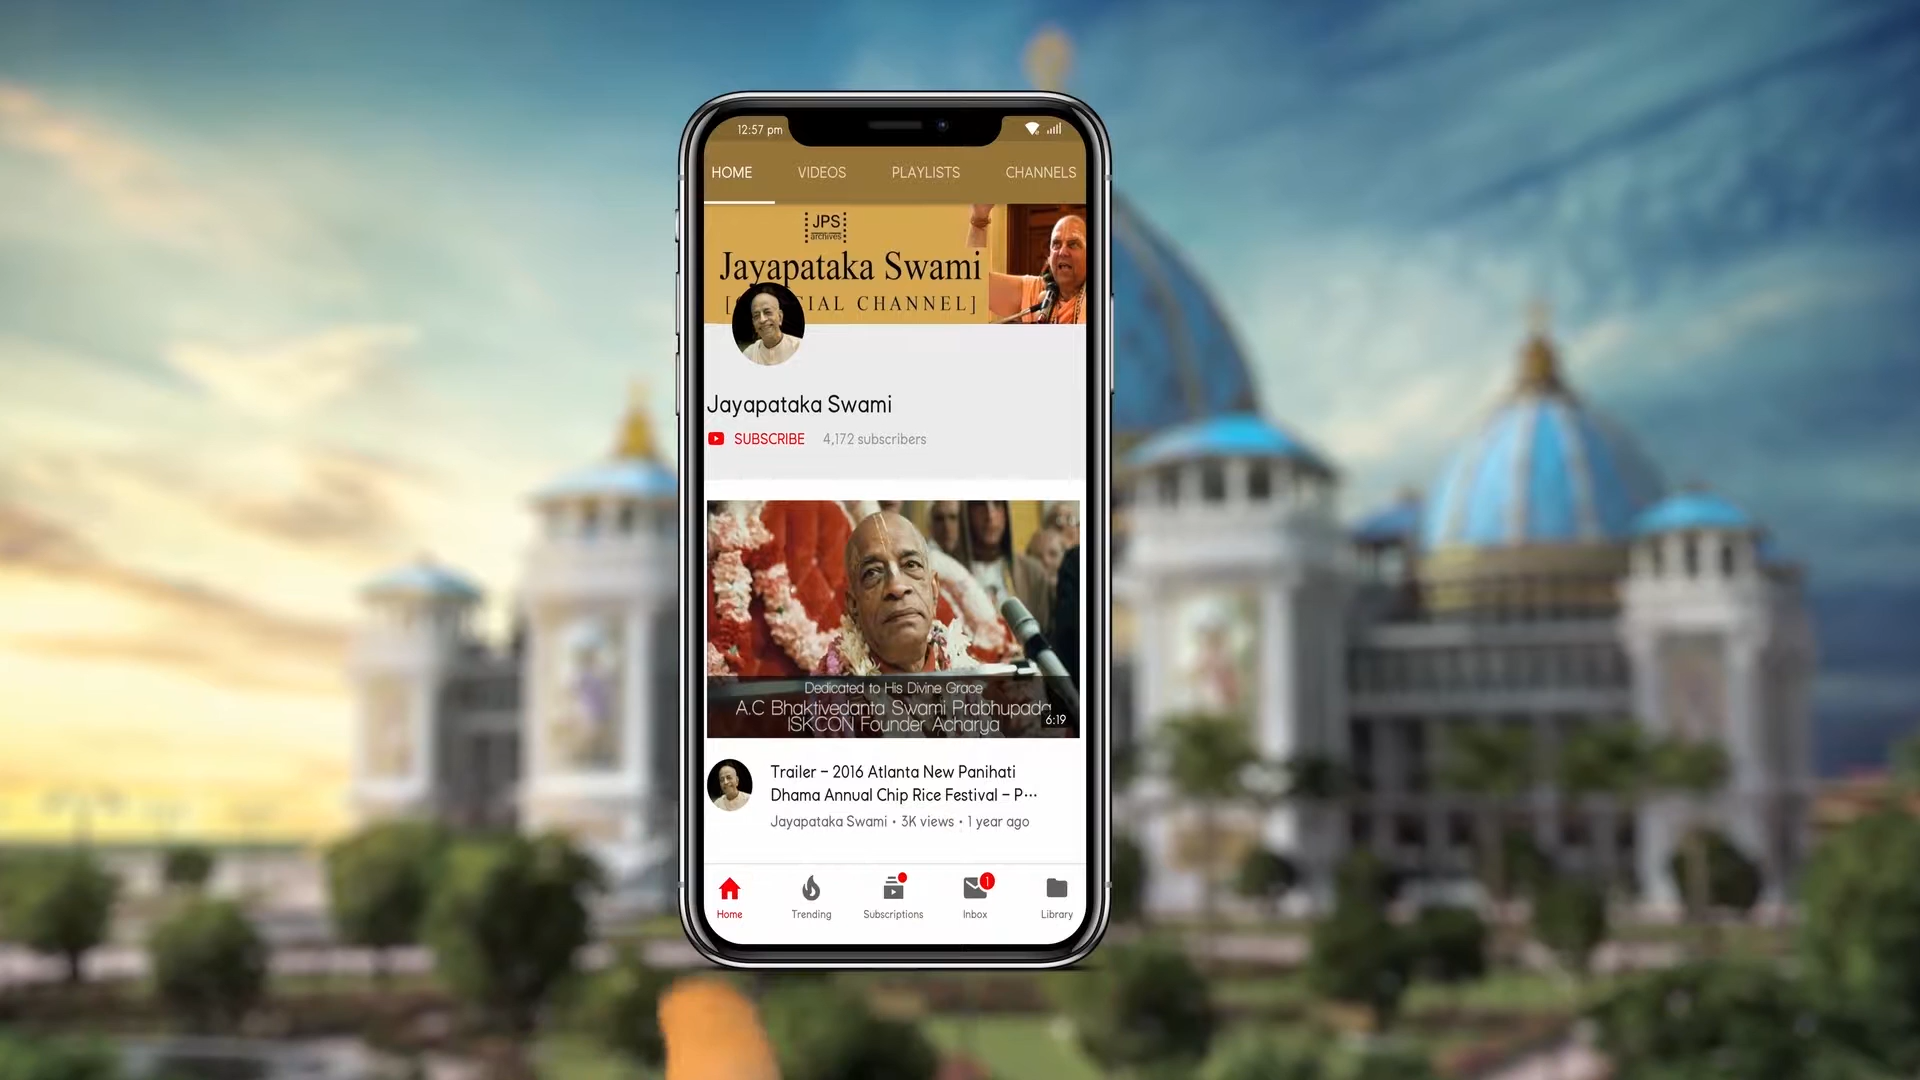 12:57 pm
HOME VIDEOS PLAYLISTS CHANNELS
JPS
archives
Jayapataka Swami
CIAL CHANNEL]
Jayapataka Swami
SUBSCRIBE 4,172 subscribers
Dedicated to His Divine Grace
A.C Bhaktivedanta Swami Prabhupada
ISKCON Founder Acharya
6:19
Trailer - 2016 Atlanta New Panihati
Dhama Annual Chip Rice Festival - P...
Jayapataka Swami • 3K views • 1 year ago
1
Home Trending Subscriptions Inbox Library